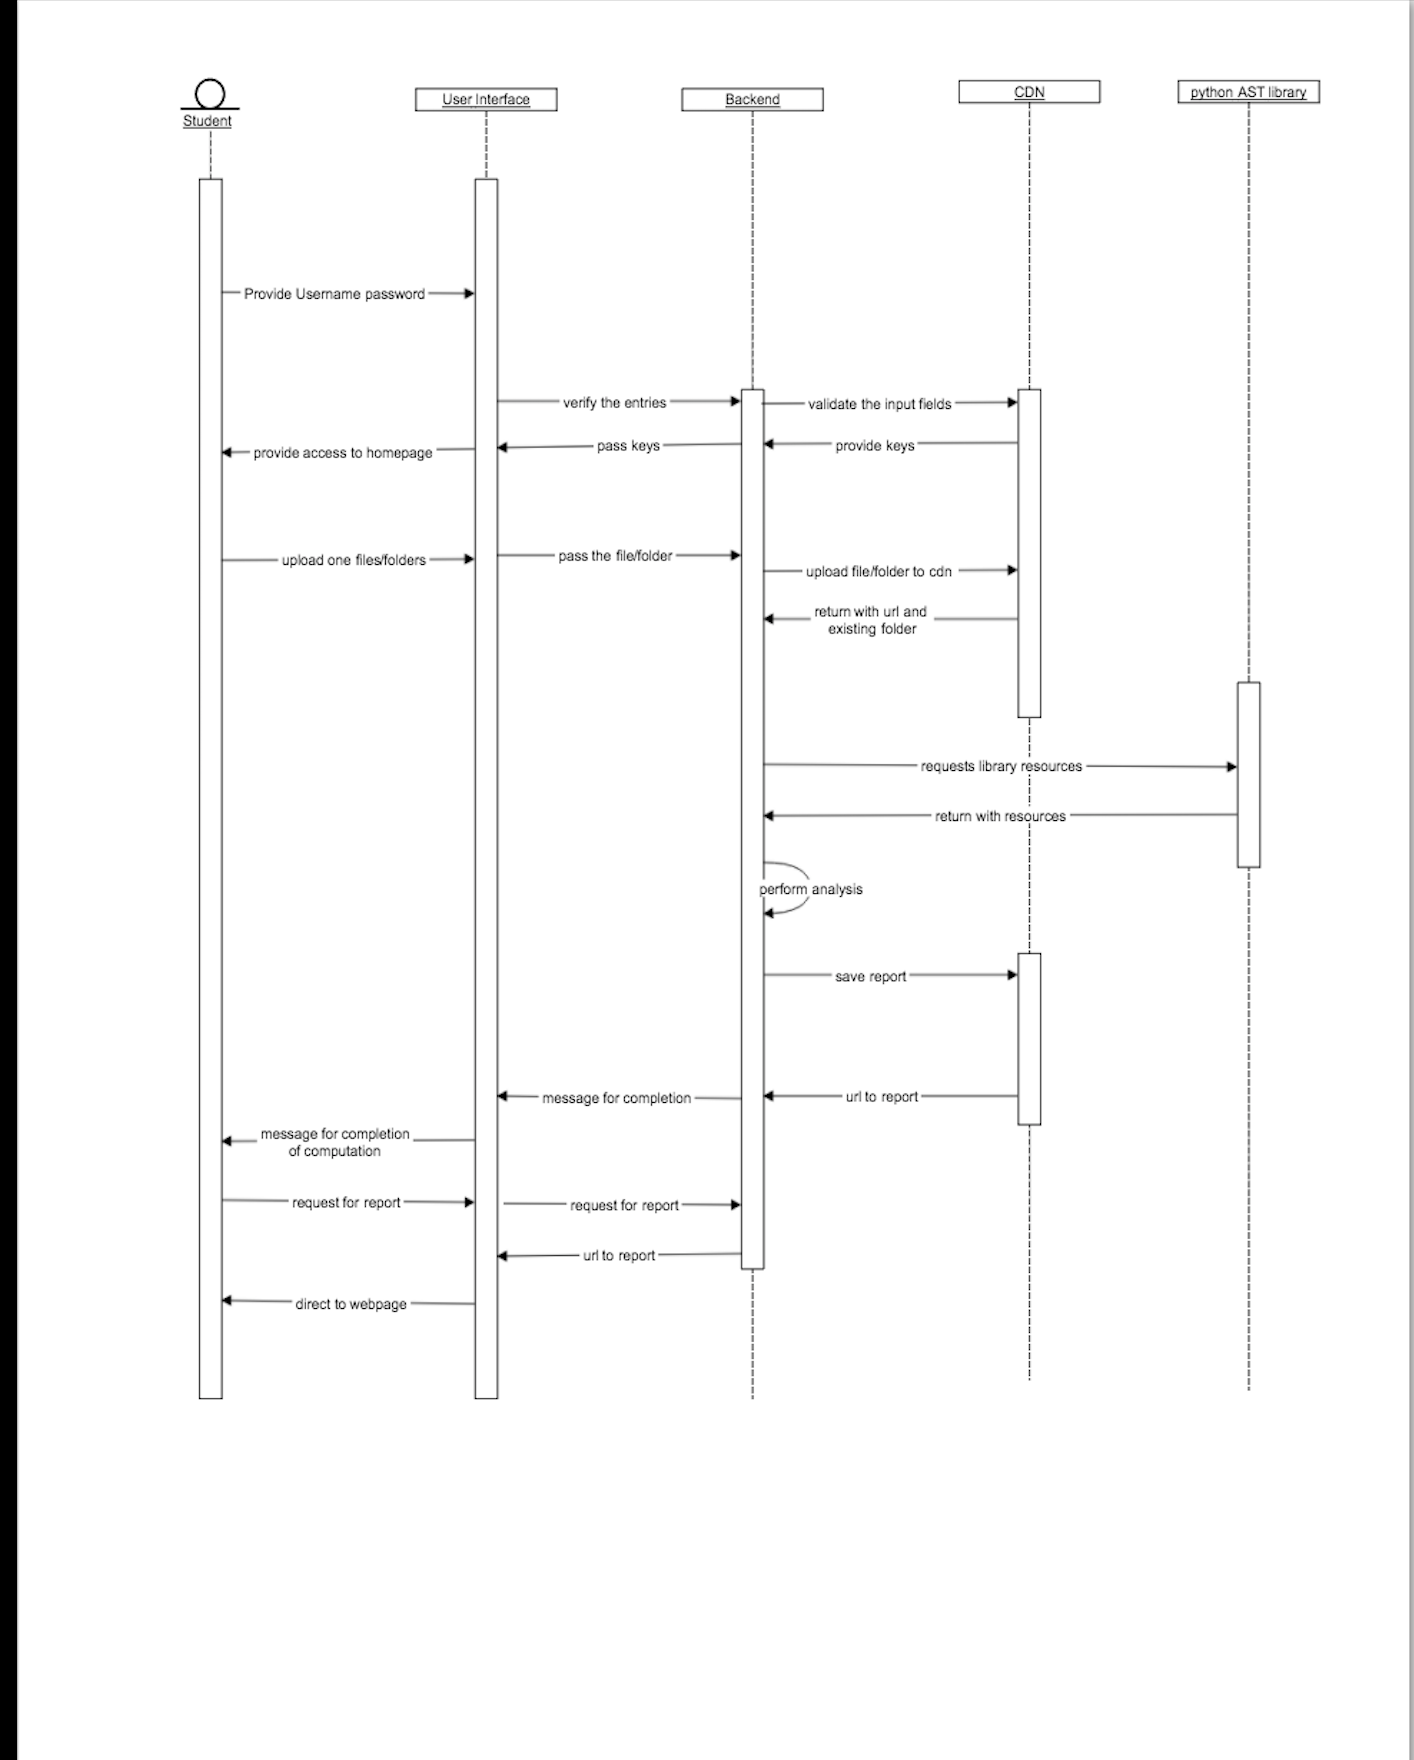 Student
User Interface
Backend
CDN
python AST library
Provide Username password
verify the entries
validate the input fields
provide access to homepage
pass keys
provide keys
upload one files/folders
pass the file/folder
upload file/folder to cdn
return with url and
existing folder
requests library resources
return with resources
perform analysis
save report
message for completion
url to report
message for completion
of computation
request for report
request for report
url to report
direct to webpage